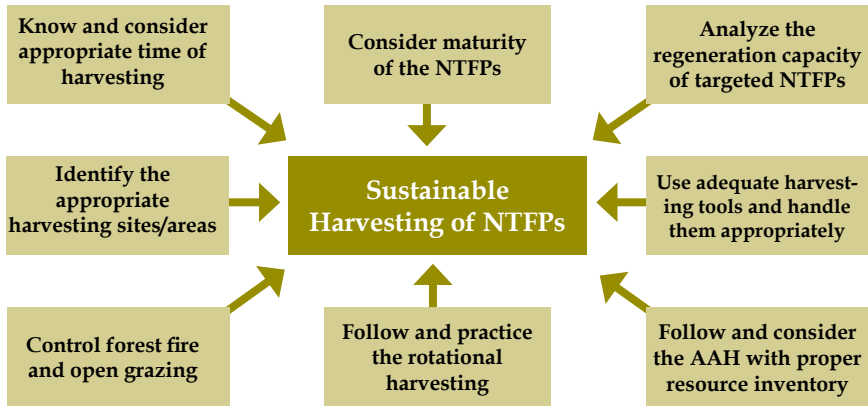 Know and consider
appropriate time of
harvesting
Consider maturity
of the NTFPs
Analyze the
regeneration capacity
of targeted NTFPs
Identify the
appropriate
harvesting sites/areas
Sustainable
Harvesting of NTFPs
Use adequate harvest-
ing tools and handle
them appropriately
Control forest fire
and open grazing
Follow and practice
the rotational
harvesting
Follow and consider
the AAH with proper
resource inventory